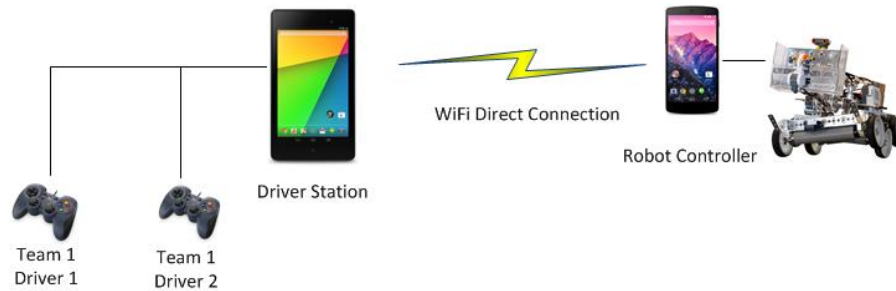 WiFi Direct Connection
Robot Controller
Driver Station
Team 1
Driver 1
Team 1
Driver 2